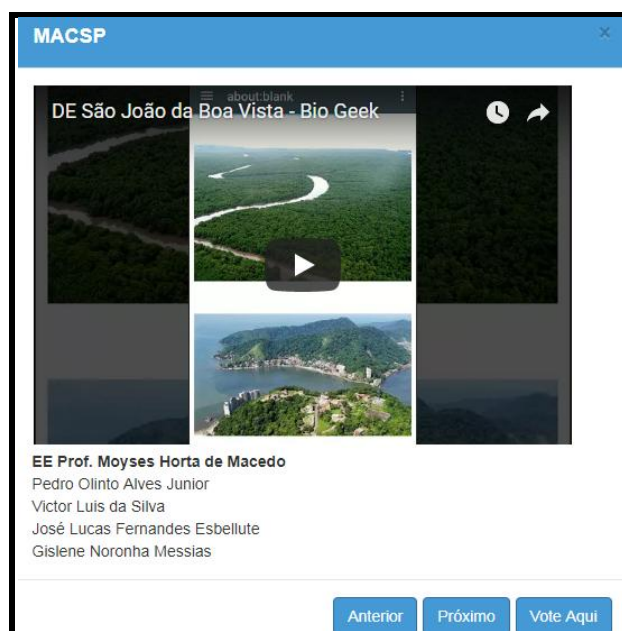 MACSP
×
about:blank
DE São João da Boa Vista - Bio Geek
EE Prof. Moyses Horta de Macedo
Pedro Olinto Alves Junior
Victor Luis da Silva
José Lucas Fernandes Esbellute
Gislene Noronha Messias
Anterior Próximo Vote Aqui